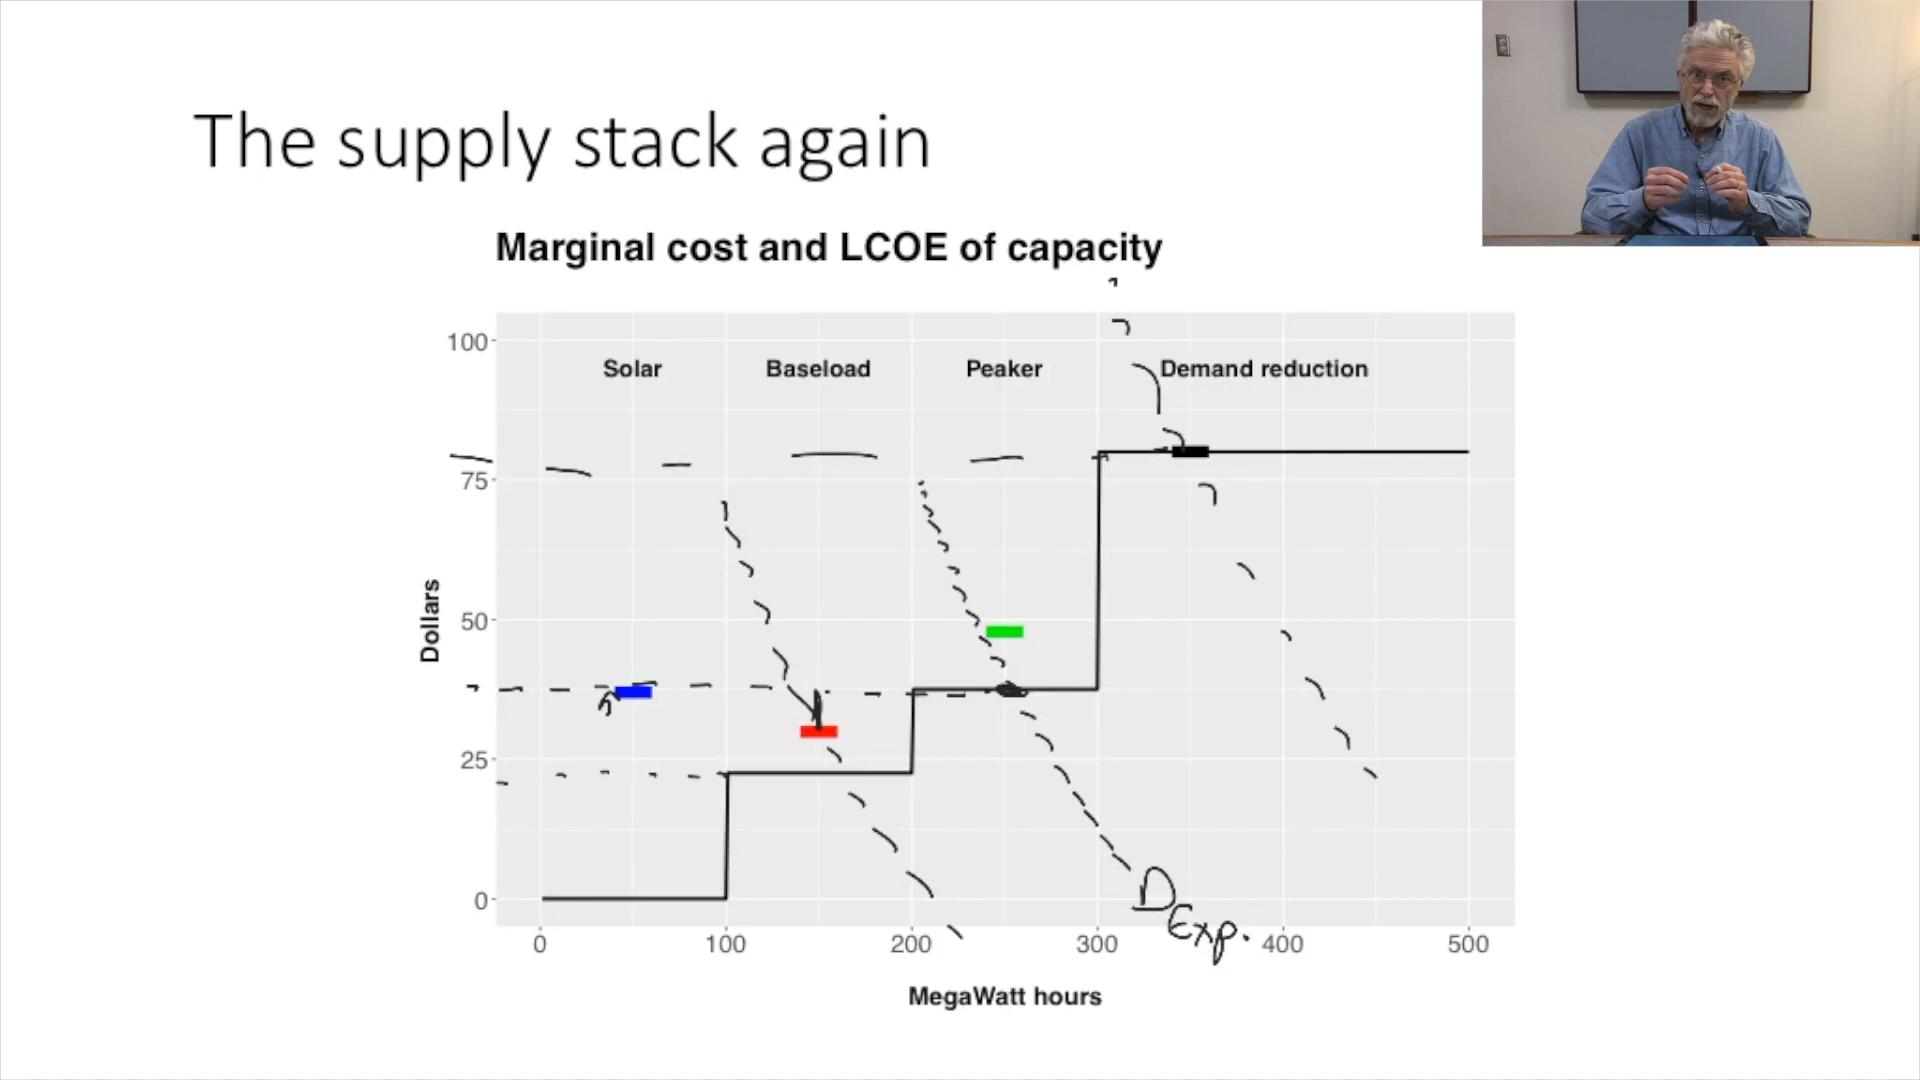 The supply stack again
Marginal cost and LCOE of capacity
100
Solar
Baseload
Peaker
Demand reduction
75
50
25
0
Dollars
D Exp.
0 100 200 300 400 500
MegaWatt hours